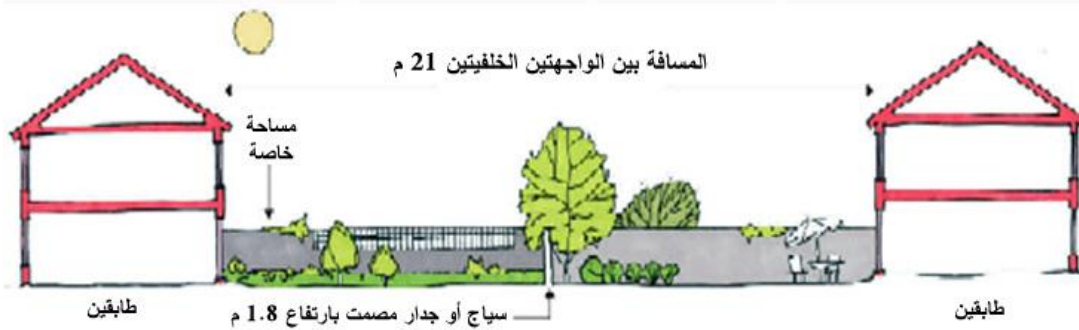 المسافة بين الواجهتين الخلفيتين 21 م
مساحة
خاصة
طابقين
سياج أو جدار مصمت بارتفاع 1.8 م
طابقين